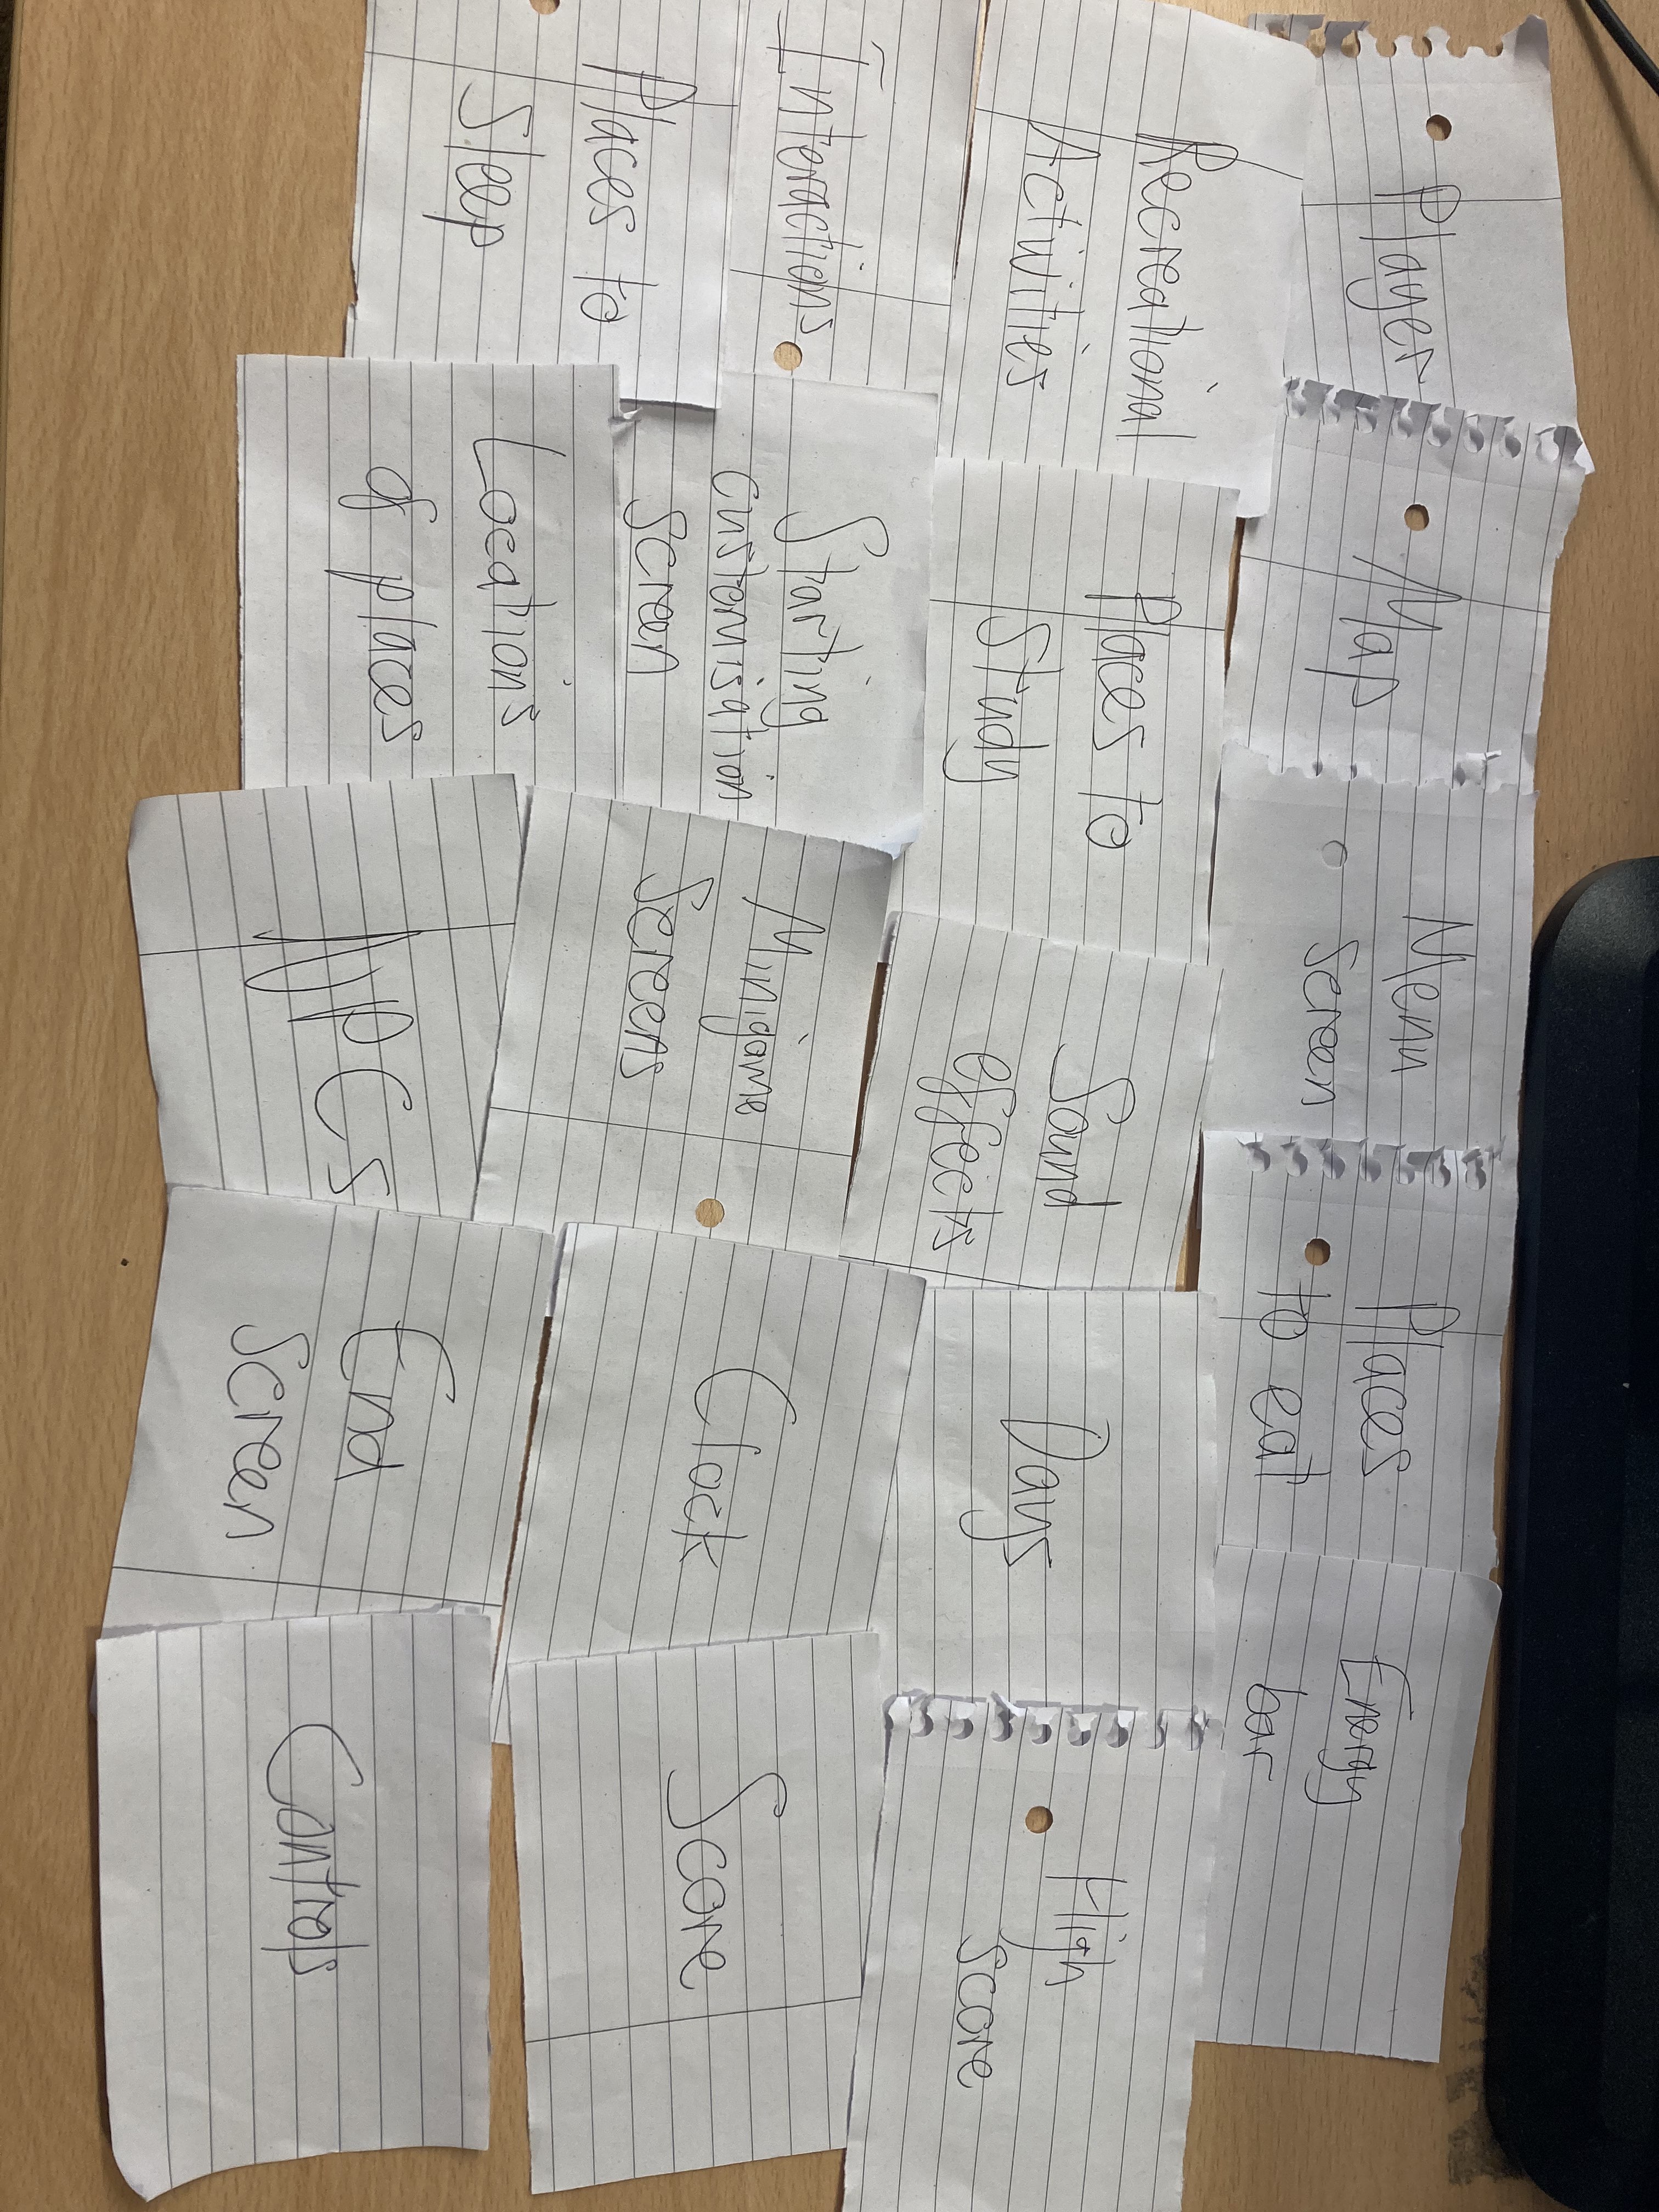 Player
Map
Menu
screen
Places
to eat
Energy
bar
Recreational
Activities
Places to
Study
Sound
effects
Days
High
score
Interactions
Starting
customisation
screen
Minigame
Screens
Clock
Score
Places to
Sleep
Locations
of places
NPCs
End
Screen
Controls